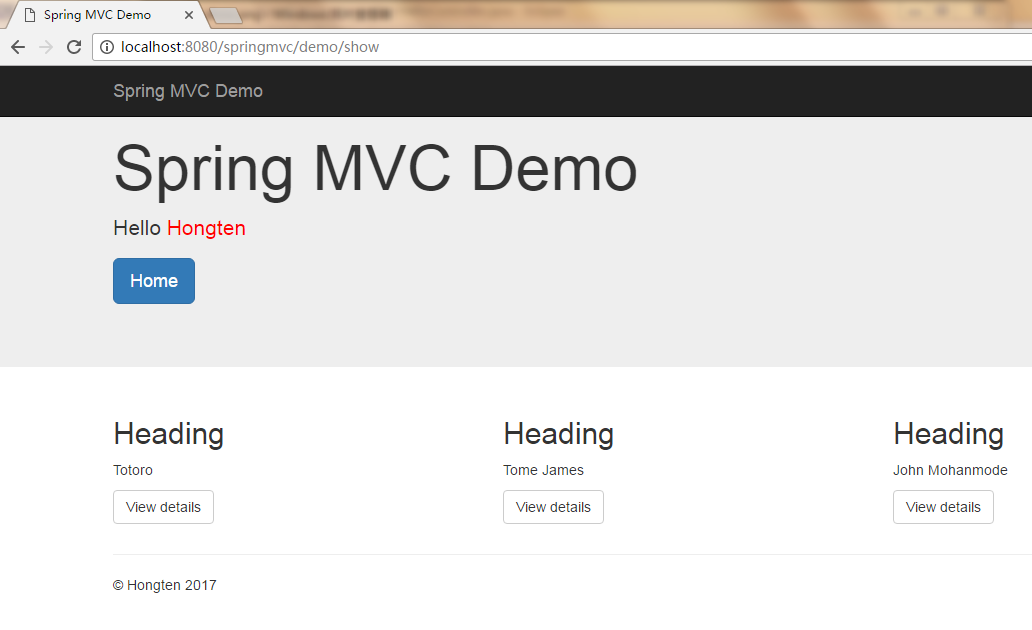 Spring MVC Demo
localhost:8080/springmvc/demo/show
Spring MVC Demo
Spring MVC Demo
Hello Hongten
Home
Heading Heading Heading
Totoro Tome James John Mohanmode
View details View details View details
© Hongten 2017